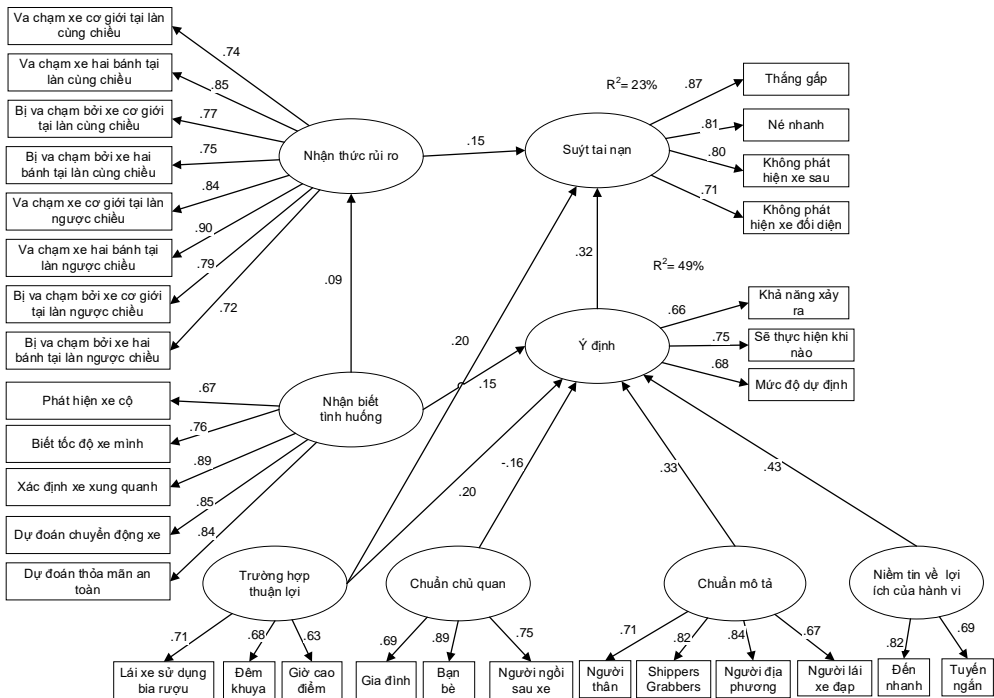 Va chạm xe cơ giới tại làn
cùng chiều
.74
Va chạm xe hai bánh tại
làn cùng chiều
.85
Bị va chạm bởi xe cơ giới
tại làn cùng chiều
.77
Bị va chạm bởi xe hai
bánh tại làn cùng chiều
.75
Va chạm xe cơ giới tại làn
ngược chiều
.84
Va chạm xe hai bánh tại
làn ngược chiều
.90
Bị va chạm bởi xe cơ giới
tại làn ngược chiều
.79
Bị va chạm bởi xe hai
bánh tại làn ngược chiều
.72
Nhận thức rủi ro
.15
Suýt tai nạn
R²= 23%
.87
Thắng gấp
.81
Né nhanh
.80
Không phát
hiện xe sau
.71
Không phát
hiện xe đối diện
.09
.32
R²= 49%
.20
Ý định
.66
Khả năng xảy
ra
.75
Sẽ thực hiện khi
nào
.68
Mức độ dự định
Phát hiện xe cộ
.67
Biết tốc độ xe mình
.76
Xác định xe xung quanh
.89
Dự đoán chuyển động xe
.85
Dự đoán thỏa mãn an
toàn
.84
Nhận biết
tình huống
.15
-.16
.20
.33
.43
Trường hợp
thuận lợi
Chuẩn chủ quan
Chuẩn mô tả
Niềm tin về lợi
ích của hành vi
.71
.68
.63
.69
.89
.75
.71
.82
.84
.67
.82
.69
Lái xe sử dụng
bia rượu
Đêm
khuya
Giờ cao
điểm
Gia đình
Bạn
bè
Người ngồi
sau xe
Người
thân
Shippers
Grabbers
Người địa
phương
Người lái
xe đạp
Đến
nhanh
Tuyến
ngắn